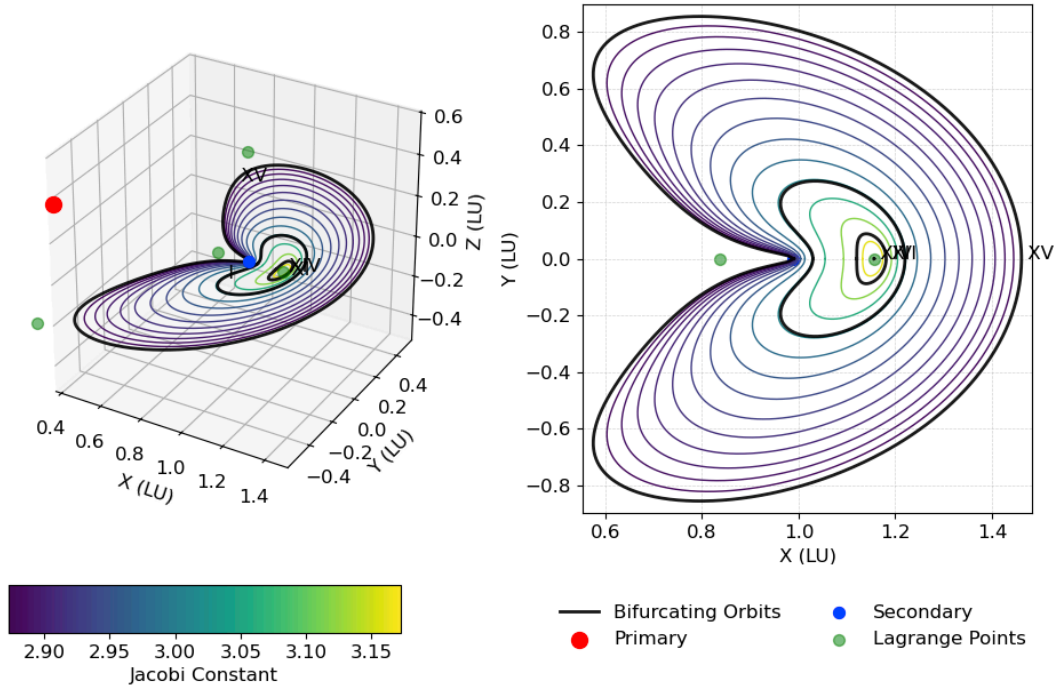 0.6
0.4
0.2
0.0
−0.2
−0.4
Z (LU)
XV
I
0.4
0.6
0.8
1.0
1.2
1.4
X (LU)
−0.4
−0.2
0.0
0.2
0.4
Y (LU)
0.8
0.6
0.4
0.2
0.0
−0.2
−0.4
−0.6
−0.8
Y (LU)
XV
0.6
0.8
1.0
1.2
1.4
X (LU)
2.90
2.95
3.00
3.05
3.10
3.15
Jacobi Constant
Bifurcating Orbits
Primary
Secondary
Lagrange Points